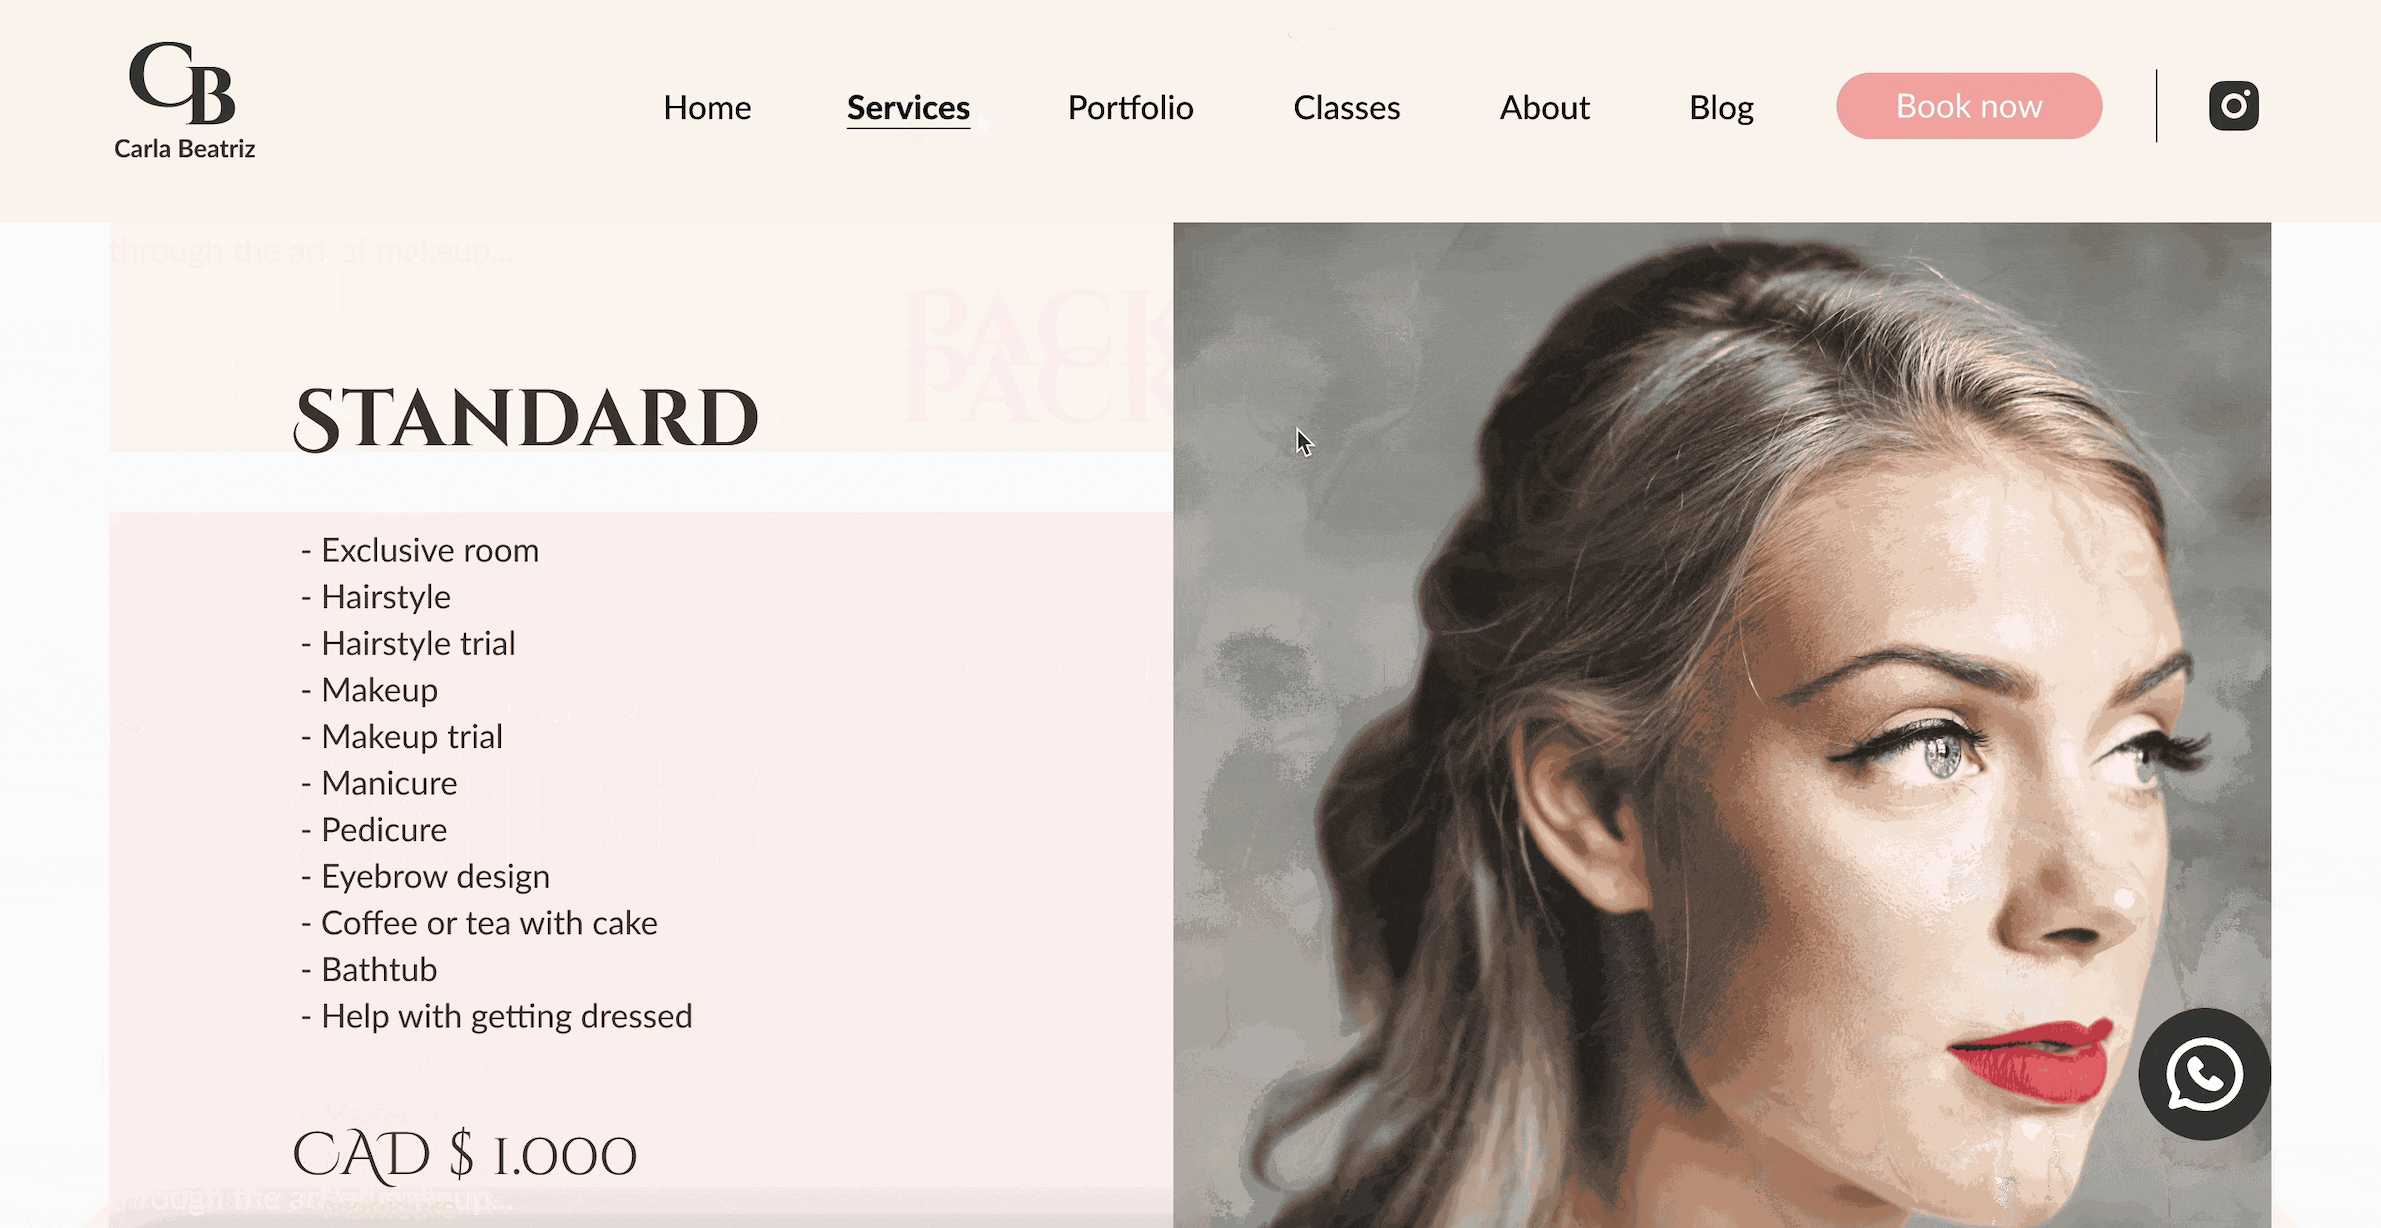 CB
Carla Beatriz
Home Services Portfolio Classes About Blog Book now
through the art of makeup...
PACK
PACK
STANDARD
- Exclusive room
- Hairstyle
- Hairstyle trial
- Makeup
- Makeup trial
- Manicure
- Pedicure
- Eyebrow design
- Coffee or tea with cake
- Bathtub
- Help with getting dressed
CAD $ 1.000